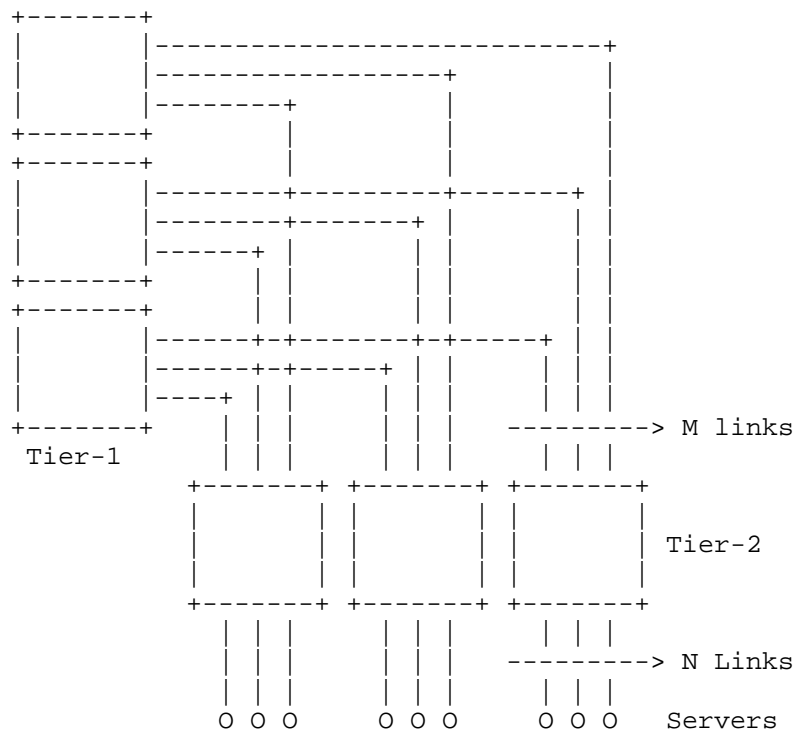 M links
Tier-1
Tier-2
N Links
O O O O O O O O O Servers